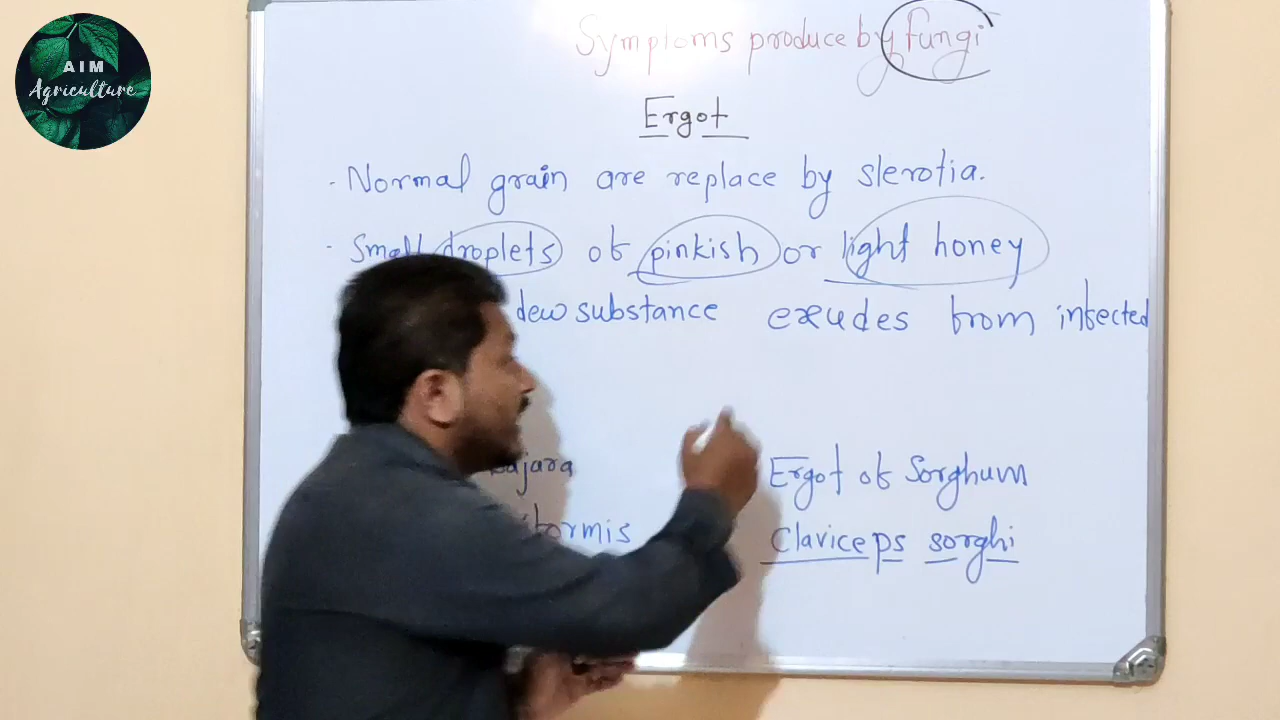 AIM
Agriculture
Symptoms produce by fungi
Ergot
· Normal grain are replace by slerotia.
· Small droplets of pinkish or light honey
dew substance exudes from infected
Ergot of Sorghum
Claviceps sorghi